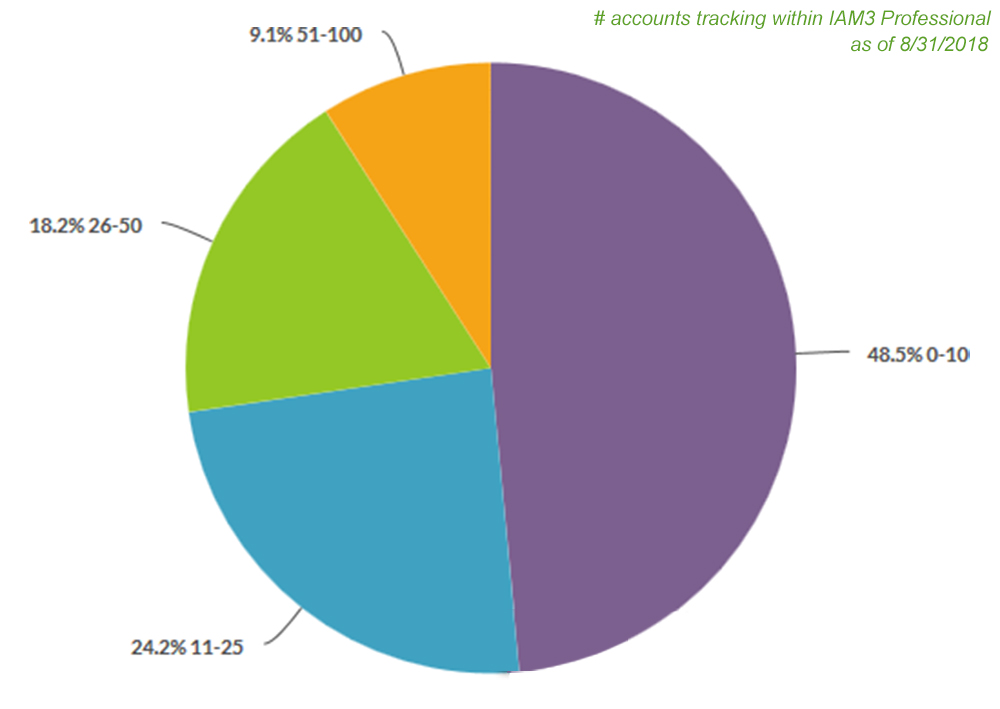 # accounts tracking within IAM3 Professional
as of 8/31/2018
9.1% 51-100
18.2% 26-50
48.5% 0-10
24.2% 11-25